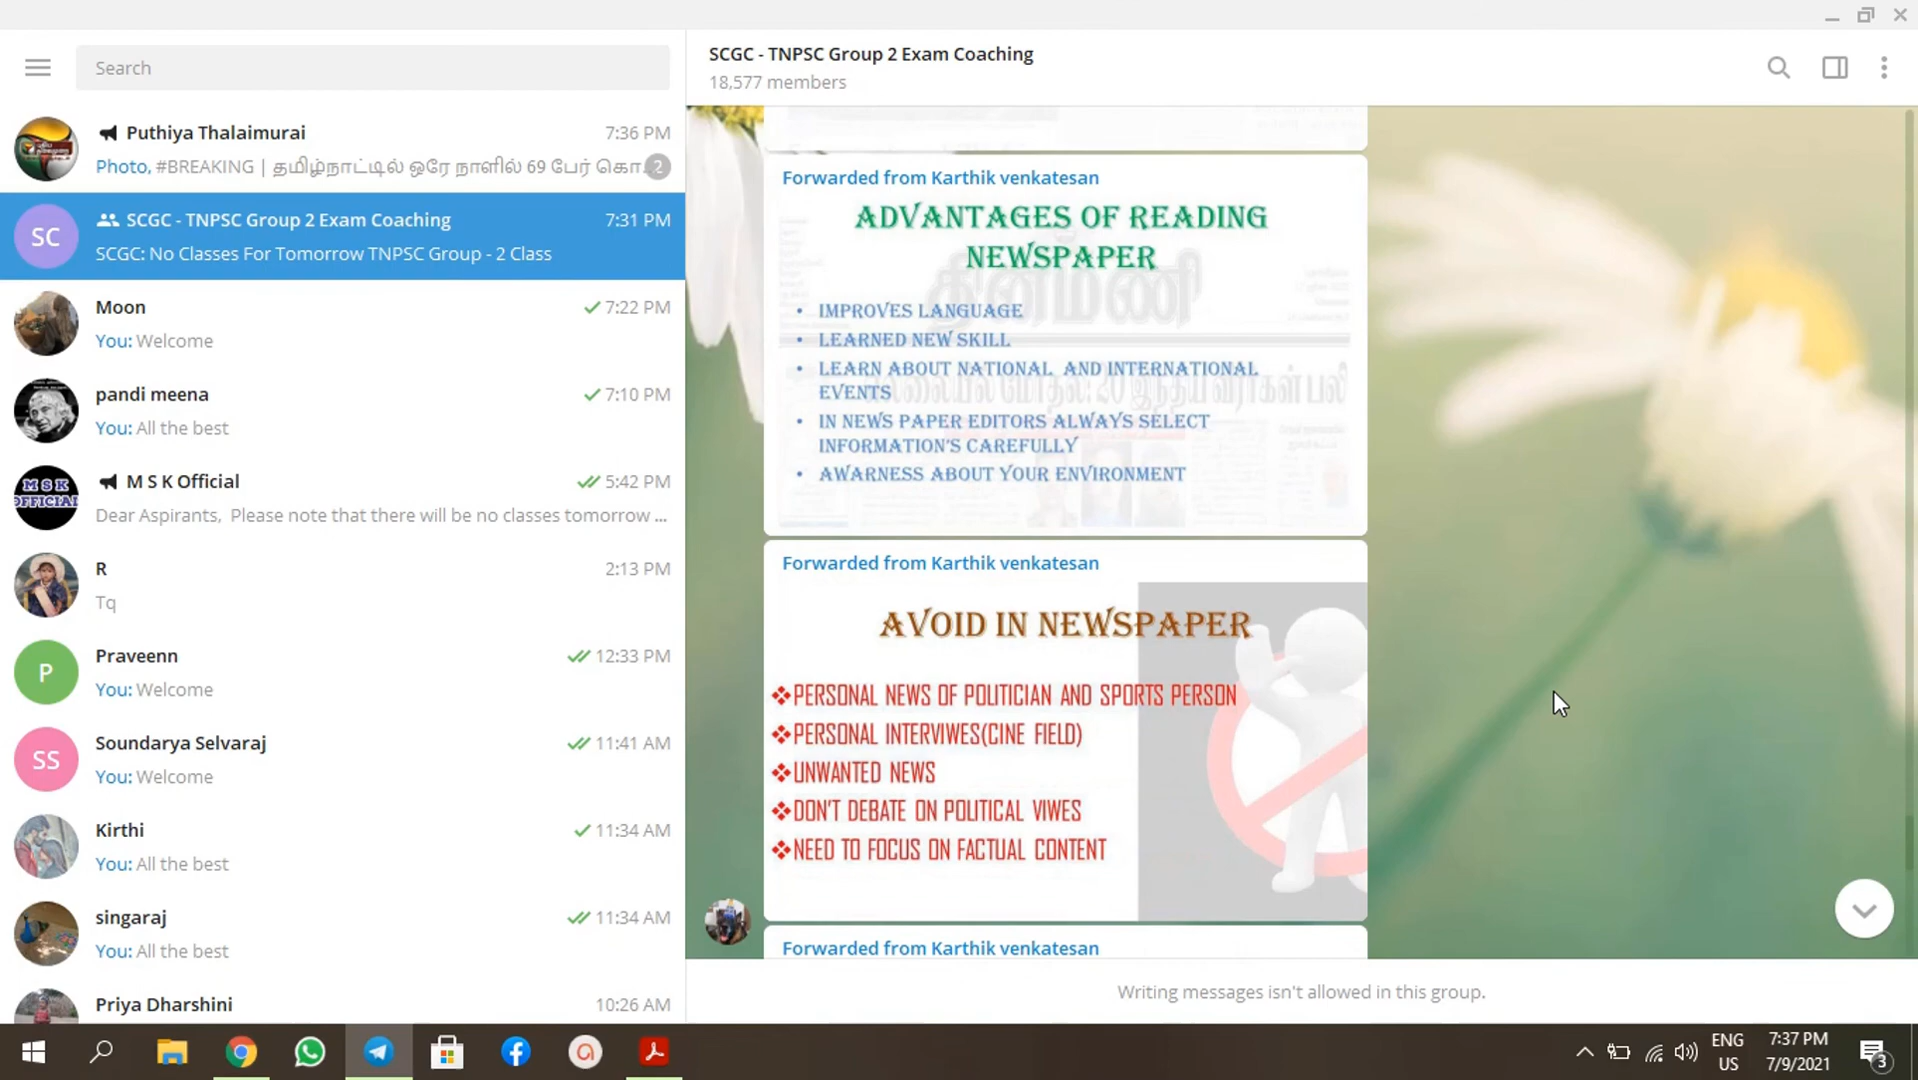 Search
Puthiya Thalaimurai
7:36 PM
Photo, #BREAKING | தமிழ்நாட்டில் ஒரே நாளில் 69 பேர் கொ...
2
SC
SCGC - TNPSC Group 2 Exam Coaching
7:31 PM
SCGC: No Classes For Tomorrow TNPSC Group - 2 Class
Moon
7:22 PM
You: Welcome
pandi meena
7:10 PM
You: All the best
M S K
OFFICIAL
M S K Official
5:42 PM
Dear Aspirants, Please note that there will be no classes tomorrow ...
R
2:13 PM
Tq
P
Praveenn
12:33 PM
You: Welcome
SS
Soundarya Selvaraj
11:41 AM
You: Welcome
Kirthi
11:34 AM
You: All the best
singaraj
11:34 AM
You: All the best
Priya Dharshini
10:26 AM
SCGC - TNPSC Group 2 Exam Coaching
18,577 members
Forwarded from Karthik venkatesan
ADVANTAGES OF READING
NEWSPAPER
தினமணி
• IMPROVES LANGUAGE
• LEARNED NEW SKILL
• LEARN ABOUT NATIONAL AND INTERNATIONAL
EVENTS
• IN NEWS PAPER EDITORS ALWAYS SELECT
INFORMATION'S CAREFULLY
• AWARNESS ABOUT YOUR ENVIRONMENT
Forwarded from Karthik venkatesan
AVOID IN NEWSPAPER
❖PERSONAL NEWS OF POLITICIAN AND SPORTS PERSON
❖PERSONAL INTERVIWES(CINE FIELD)
❖UNWANTED NEWS
❖DON'T DEBATE ON POLITICAL VIWES
❖NEED TO FOCUS ON FACTUAL CONTENT
Forwarded from Karthik venkatesan
Writing messages isn't allowed in this group.
ENG
US
7:37 PM
7/9/2021
3